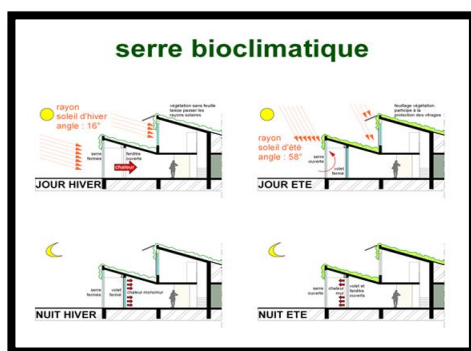 serre bioclimatique
rayon
soleil d'hiver
angle : 16°
végétation sans feuille
laisse passer les
rayons solaires
serre
fermée
fenêtre
ouverte
chaleur
JOUR HIVER
feuillage végétation
participe à la
protection des vitrages
rayon
soleil d'été
angle : 58°
serre
ouverte
volet
fermé
JOUR ETE
serre
fermée
volet
fermé
chaleur monomur
NUIT HIVER
serre
ouverte
chaleur
mur
volet et
fenêtre
ouverts
NUIT ETE